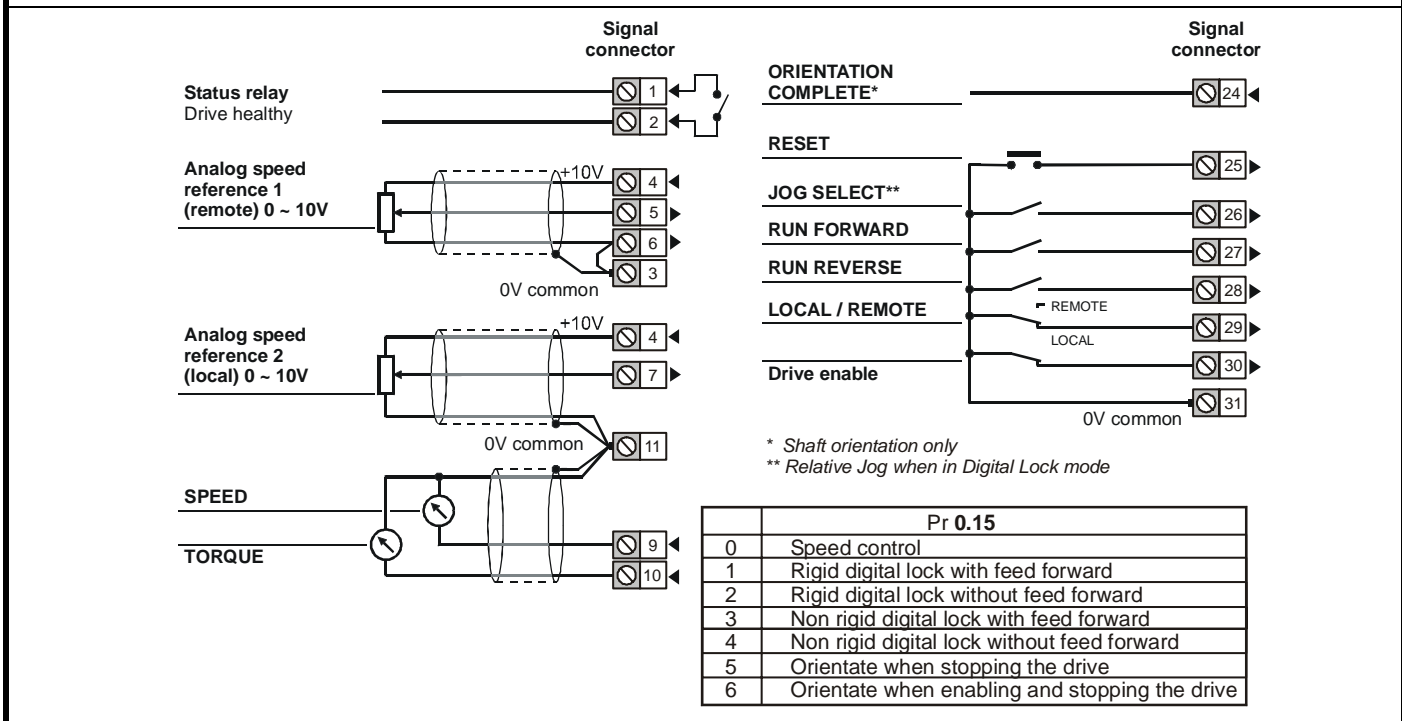 Signal
connector
Status relay
Drive healthy
1
2
Analog speed
reference 1
(remote) 0 ~ 10V
+10V
4
5
6
3
0V common
Analog speed
reference 2
(local) 0 ~ 10V
+10V
4
7
0V common
11
SPEED
TORQUE
9
10
Signal
connector
ORIENTATION
COMPLETE*
24
RESET
25
JOG SELECT**
26
RUN FORWARD
27
RUN REVERSE
28
LOCAL / REMOTE
REMOTE
LOCAL
29
Drive enable
30
31
0V common
* Shaft orientation only
** Relative Jog when in Digital Lock mode
Pr 0.15
0 Speed control
1 Rigid digital lock with feed forward
2 Rigid digital lock without feed forward
3 Non rigid digital lock with feed forward
4 Non rigid digital lock without feed forward
5 Orientate when stopping the drive
6 Orientate when enabling and stopping the drive